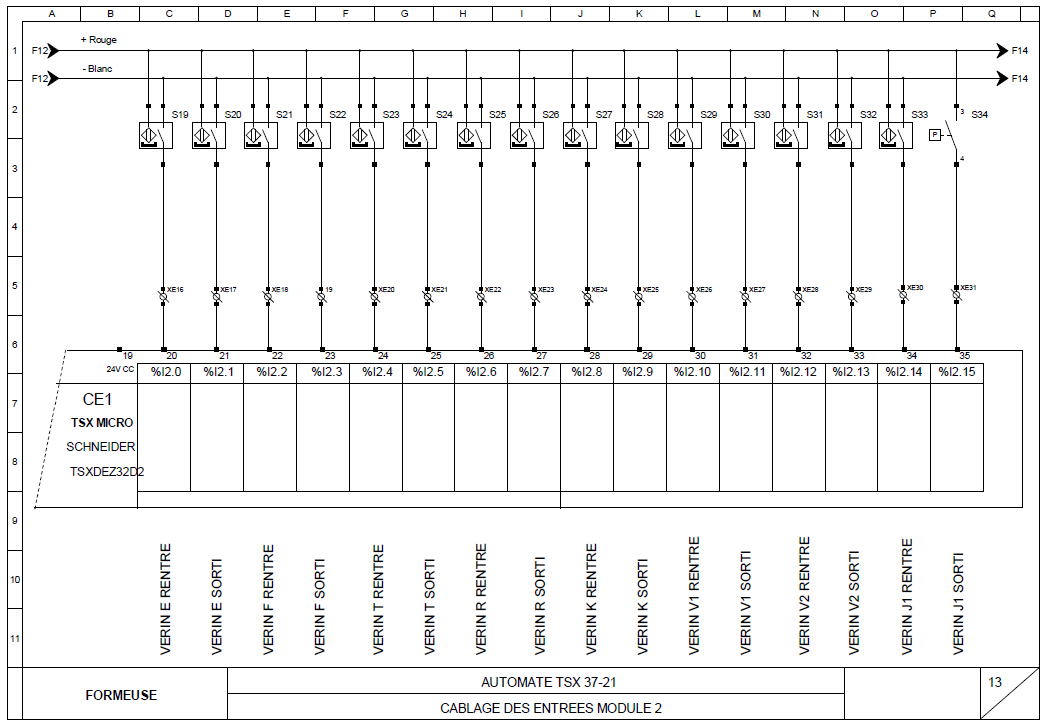 A B C D E F G H I J K L M N O P Q
1
F12 + Rouge F14
F12 - Blanc F14
2
S19 S20 S21 S22 S23 S24 S25 S26 S27 S28 S29 S30 S31 S32 S33 3 S34
P
4
3
4
5
XE16 XE17 XE18 19 XE20 XE21 XE22 XE23 XE24 XE25 XE26 XE27 XE28 XE29 XE30 XE31
6
19 20 21 22 23 24 25 26 27 28 29 30 31 32 33 34 35
24V CC %I2.0 %I2.1 %I2.2 %I2.3 %I2.4 %I2.5 %I2.6 %I2.7 %I2.8 %I2.9 %I2.10 %I2.11 %I2.12 %I2.13 %I2.14 %I2.15
7
CE1
TSX MICRO
SCHNEIDER
8
TSXDEZ32D2
9
10
11
VERIN E RENTRE
VERIN E SORTI
VERIN F RENTRE
VERIN F SORTI
VERIN T RENTRE
VERIN T SORTI
VERIN R RENTRE
VERIN R SORTI
VERIN K RENTRE
VERIN K SORTI
VERIN V1 RENTRE
VERIN V1 SORTI
VERIN V2 RENTRE
VERIN V2 SORTI
VERIN J1 RENTRE
VERIN J1 SORTI
FORMEUSE
AUTOMATE TSX 37-21
CABLAGE DES ENTREES MODULE 2
13